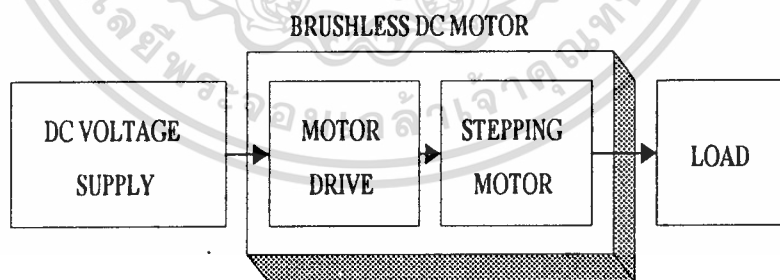 BRUSHLESS DC MOTOR
DC VOLTAGE
SUPPLY
MOTOR
DRIVE
STEPPING
MOTOR
LOAD